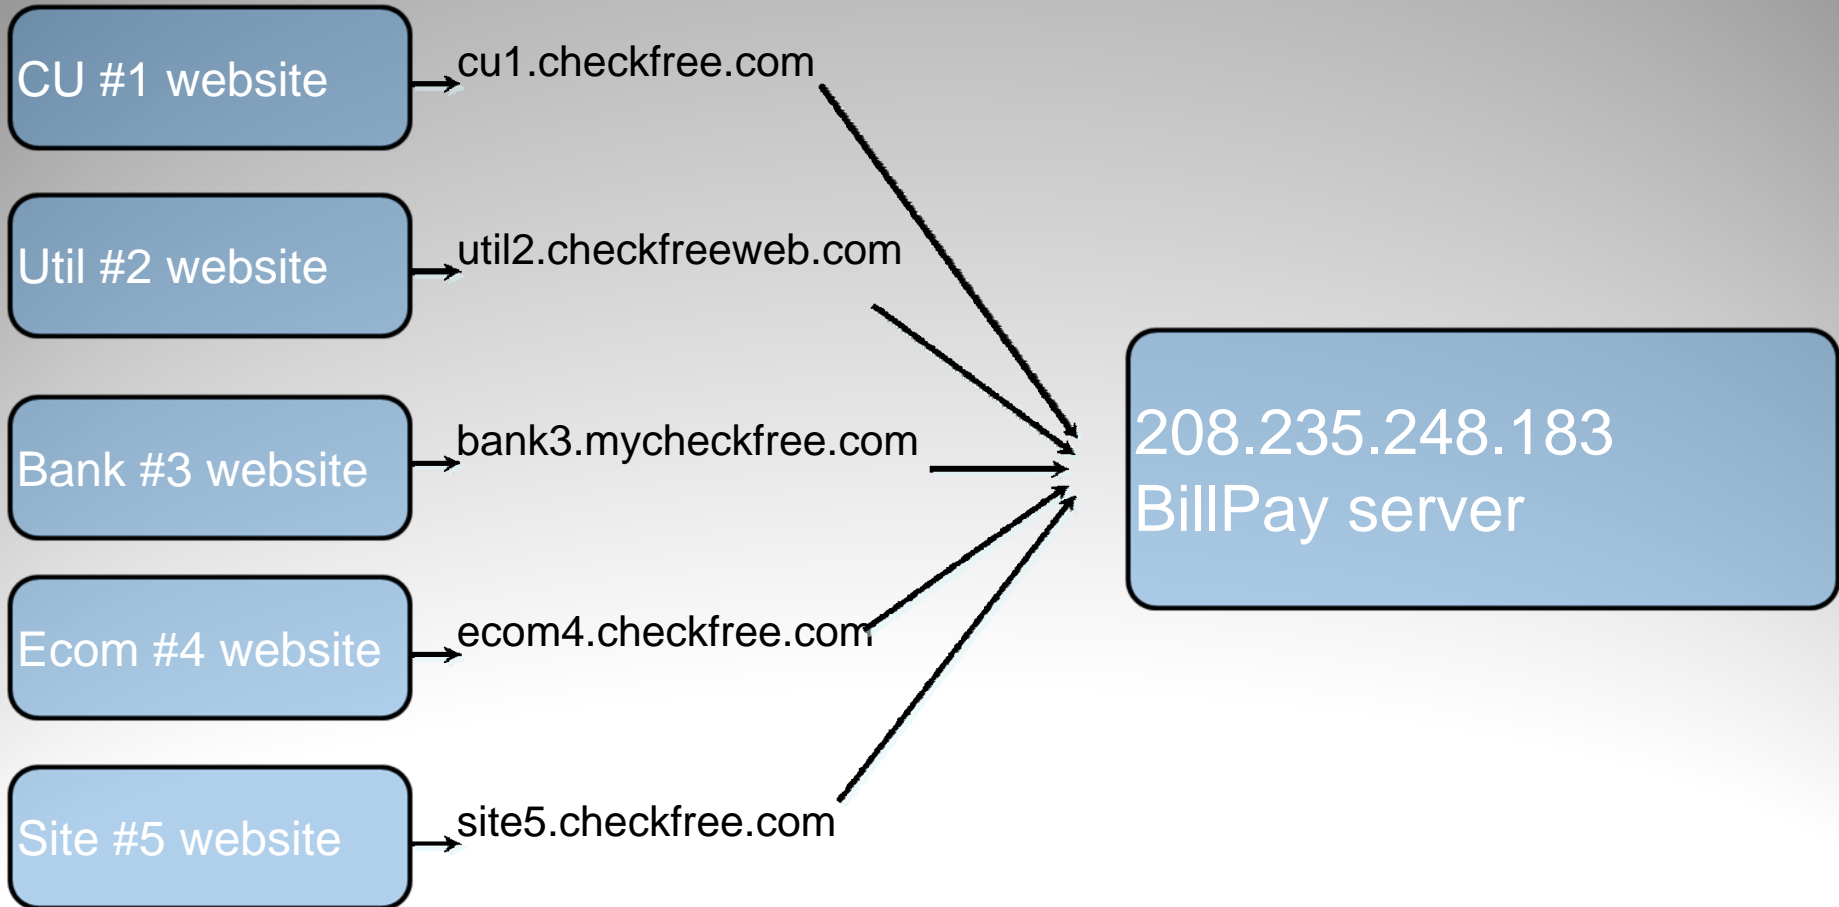 CU #1 website
cu1.checkfree.com
Util #2 website
util2.checkfreeweb.com
Bank #3 website
bank3.mycheckfree.com
Ecom #4 website
ecom4.checkfree.com
Site #5 website
site5.checkfree.com
208.235.248.183
BillPay server